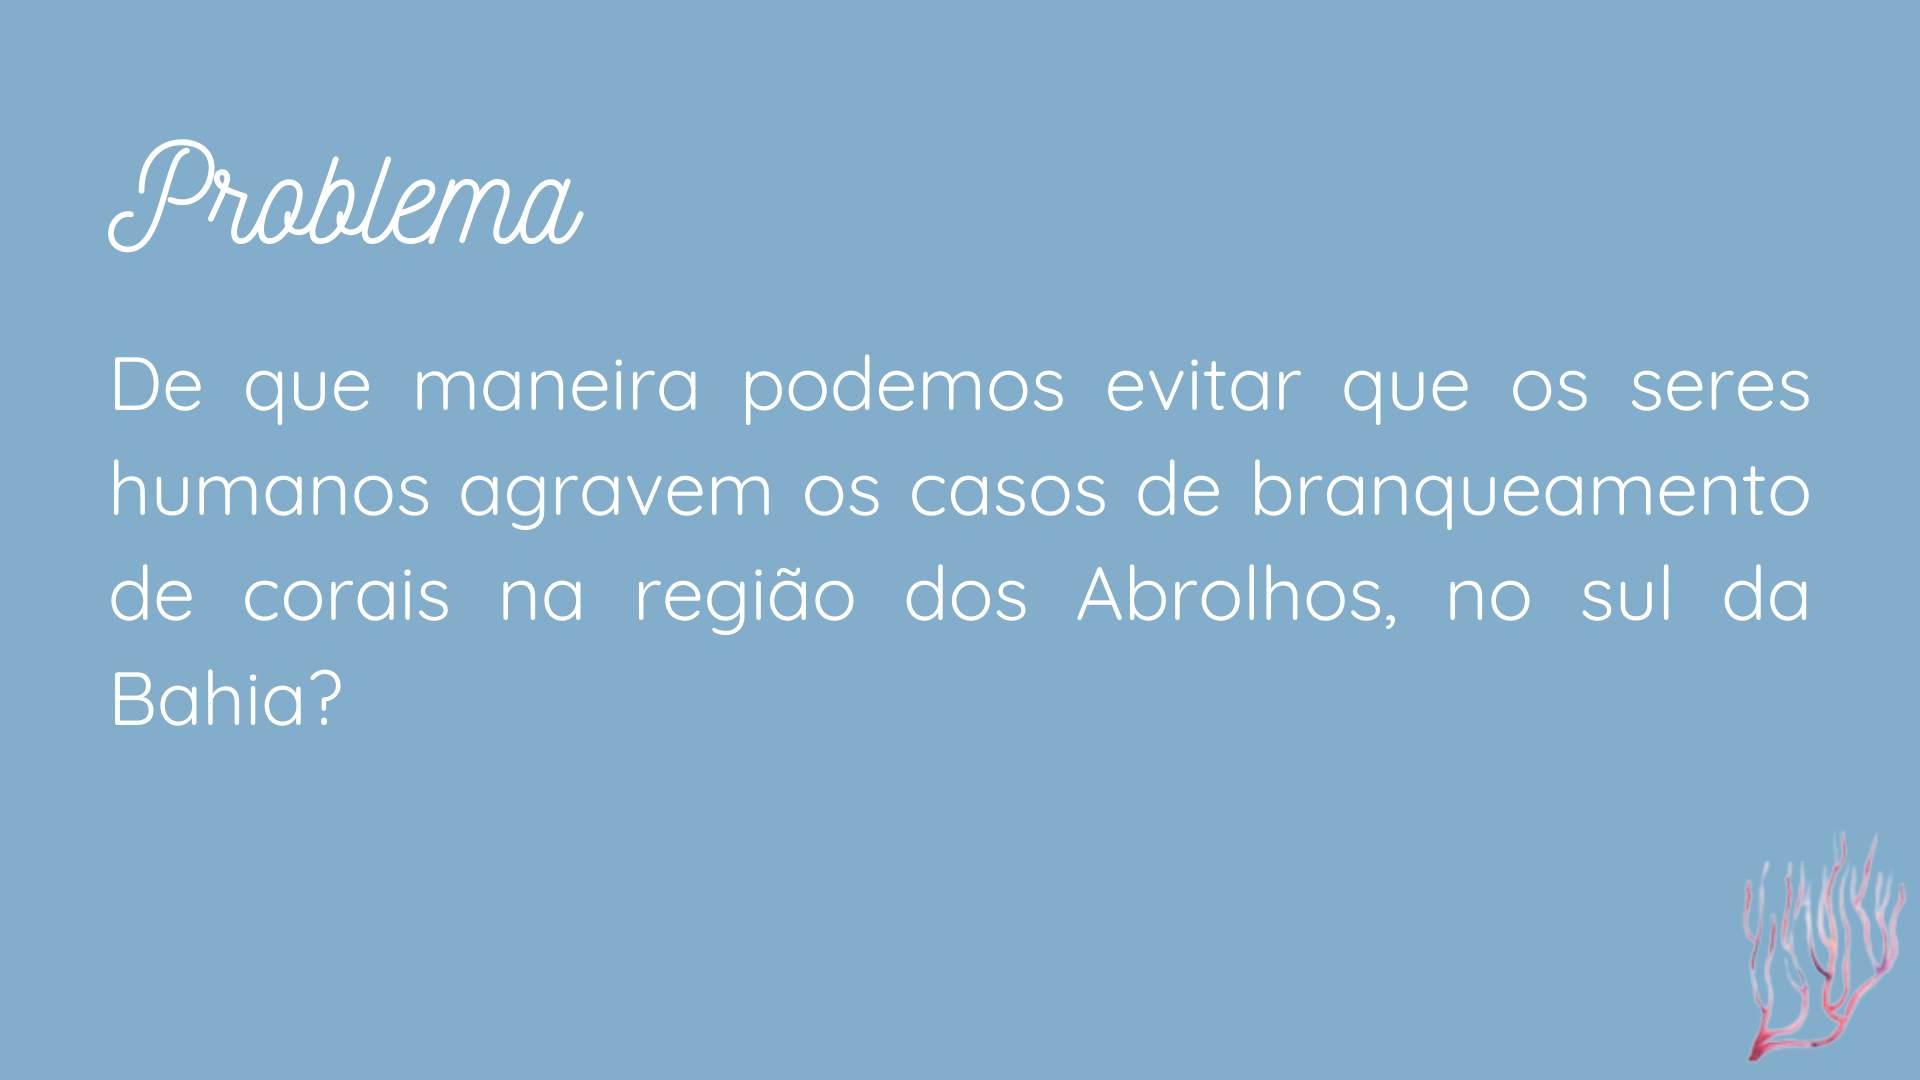 Problema
De que maneira podemos evitar que os seres
humanos agravem os casos de branqueamento
de corais na região dos Abrolhos, no sul da
Bahia?